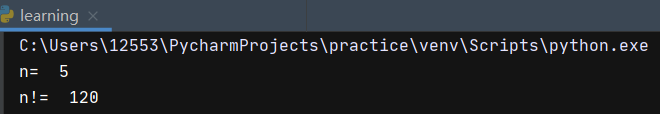 learning
C:\Users\12553\PycharmProjects\practice\venv\Scripts\python.exe
n=  5
n!=  120